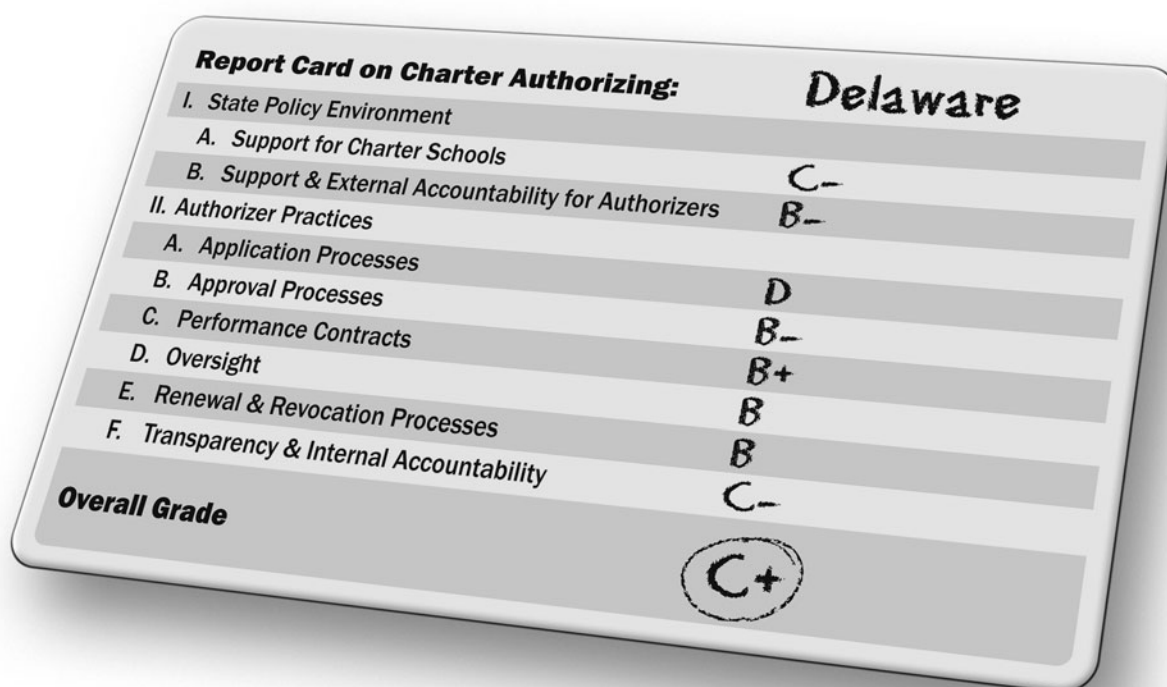 Report Card on Charter Authorizing: Delaware
I. State Policy Environment
A. Support for Charter Schools C-
B. Support & External Accountability for Authorizers B-
II. Authorizer Practices
A. Application Processes D
B. Approval Processes B-
C. Performance Contracts B+
D. Oversight B
E. Renewal & Revocation Processes B
F. Transparency & Internal Accountability C-
Overall Grade C+